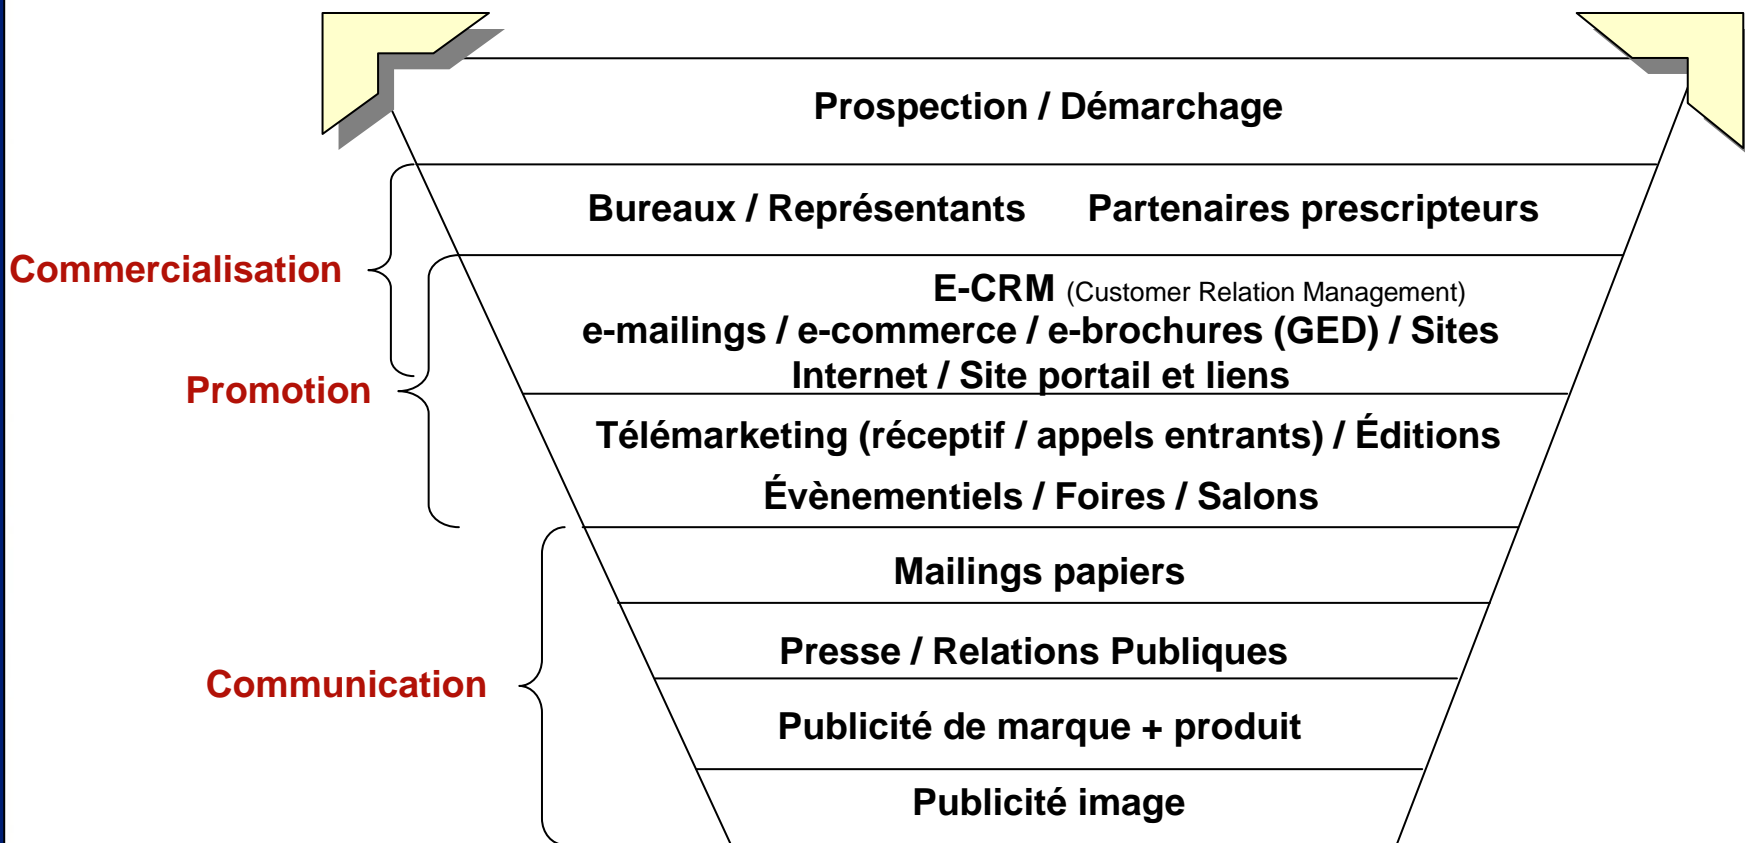 Prospection / Démarchage
Bureaux / Représentants Partenaires prescripteurs
Commercialisation
E-CRM (Customer Relation Management)
e-mailings / e-commerce / e-brochures (GED) / Sites
Internet / Site portail et liens
Promotion
Télémarketing (réceptif / appels entrants) / Éditions
Évènementiels / Foires / Salons
Mailings papiers
Presse / Relations Publiques
Communication
Publicité de marque + produit
Publicité image